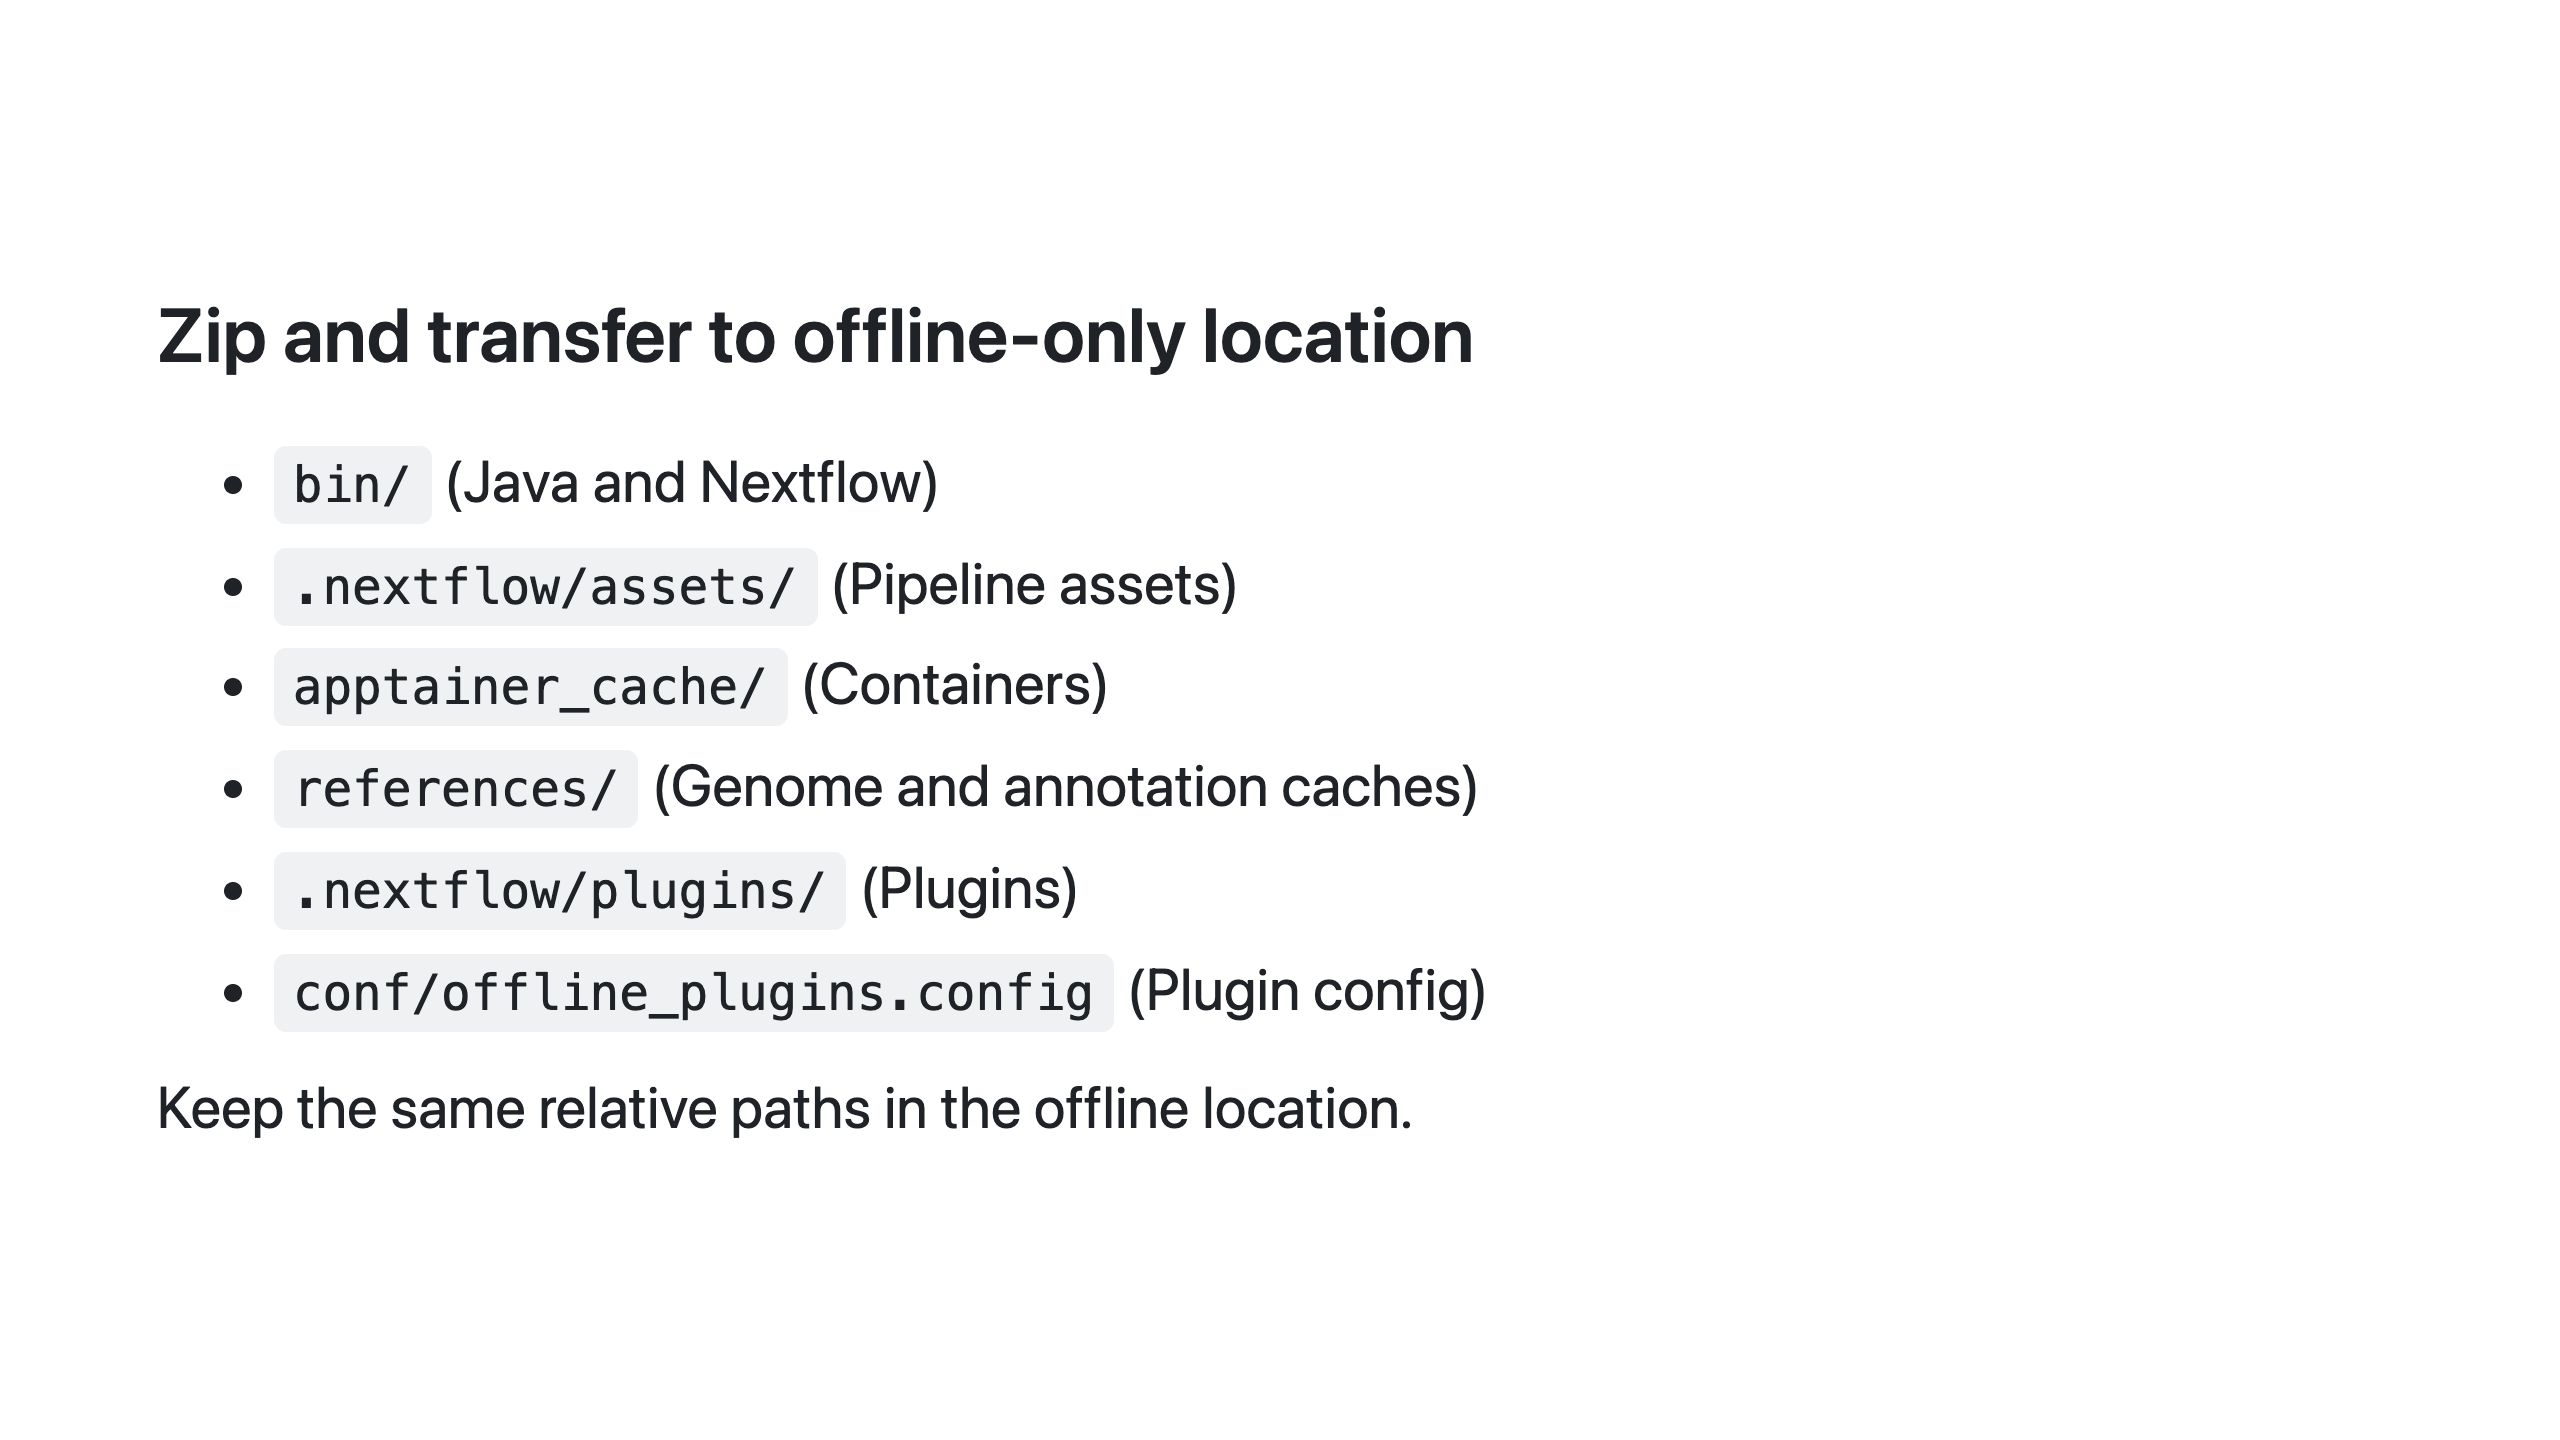 Zip and transfer to offline-only location
• bin/ (Java and Nextflow)
• .nextflow/assets/ (Pipeline assets)
• apptainer_cache/ (Containers)
• references/ (Genome and annotation caches)
• .nextflow/plugins/ (Plugins)
• conf/offline_plugins.config (Plugin config)
Keep the same relative paths in the offline location.